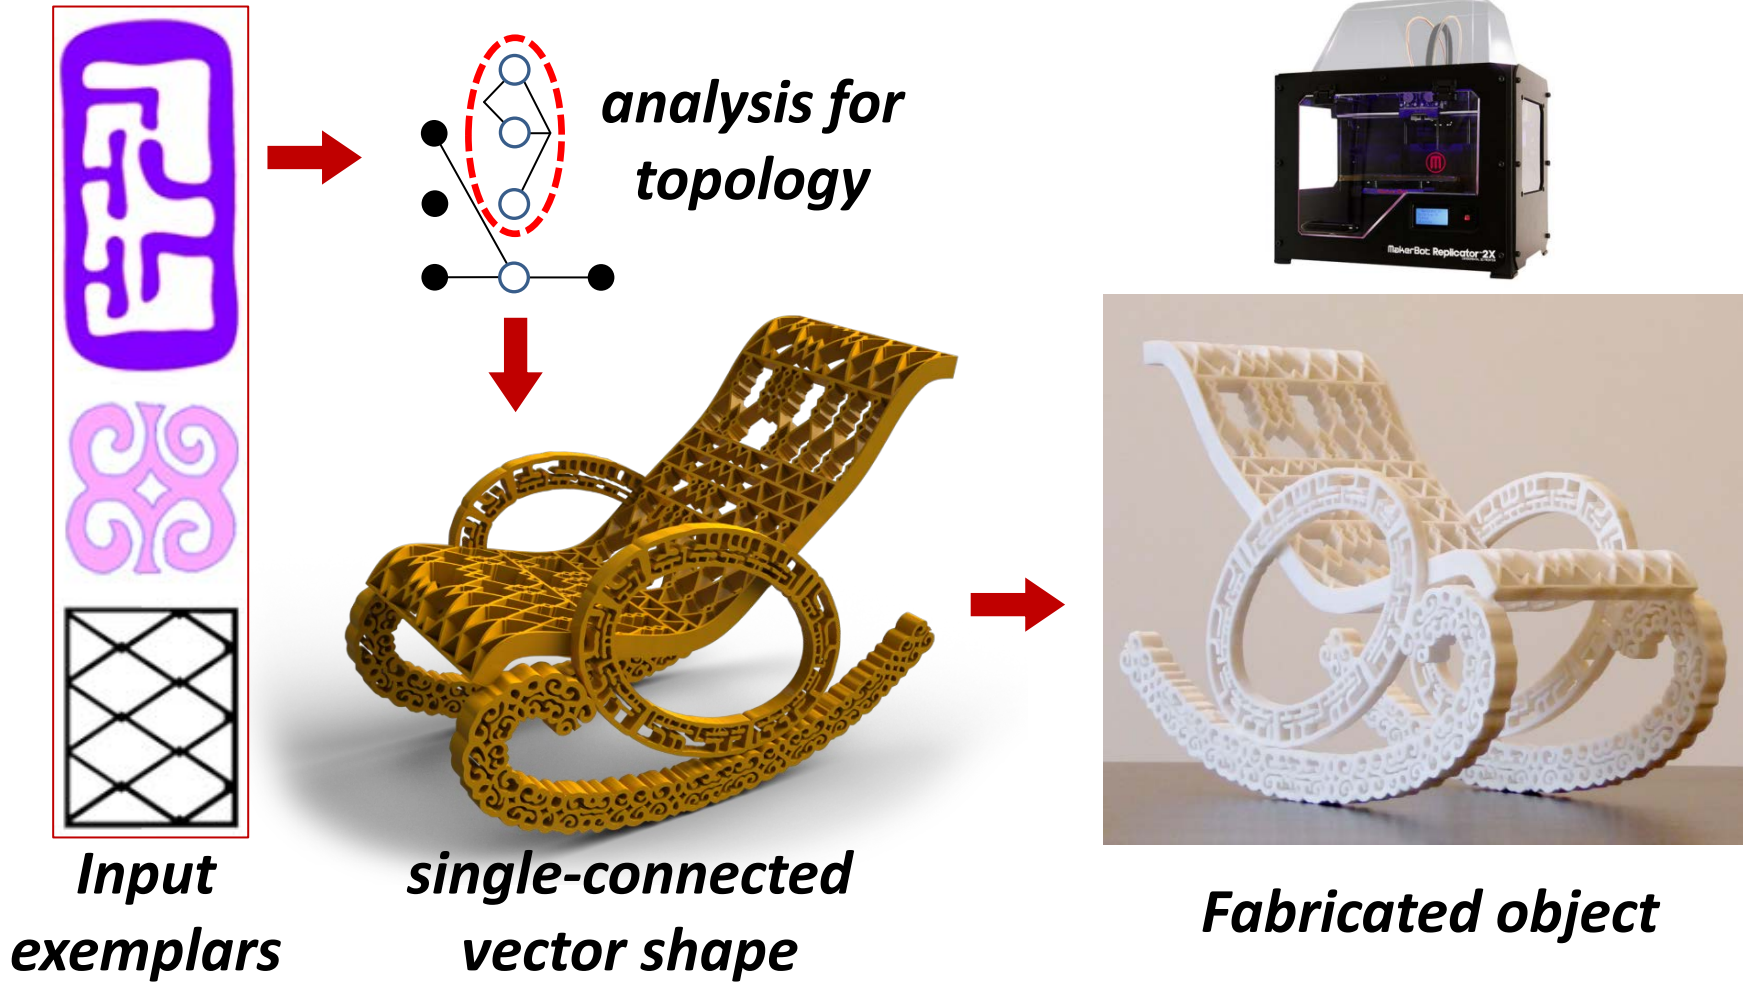 analysis for
topology
MakerBot Replicator 2X
Input
exemplars
single-connected
vector shape
Fabricated object